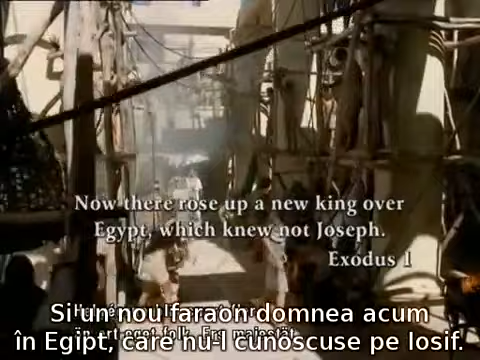 Now there rose up a new king over
Egypt, which knew not Joseph.
Exodus 1
Si un nou faraon domnea acum
în Egipt, care nu-l cunoscuse pe Iosif.